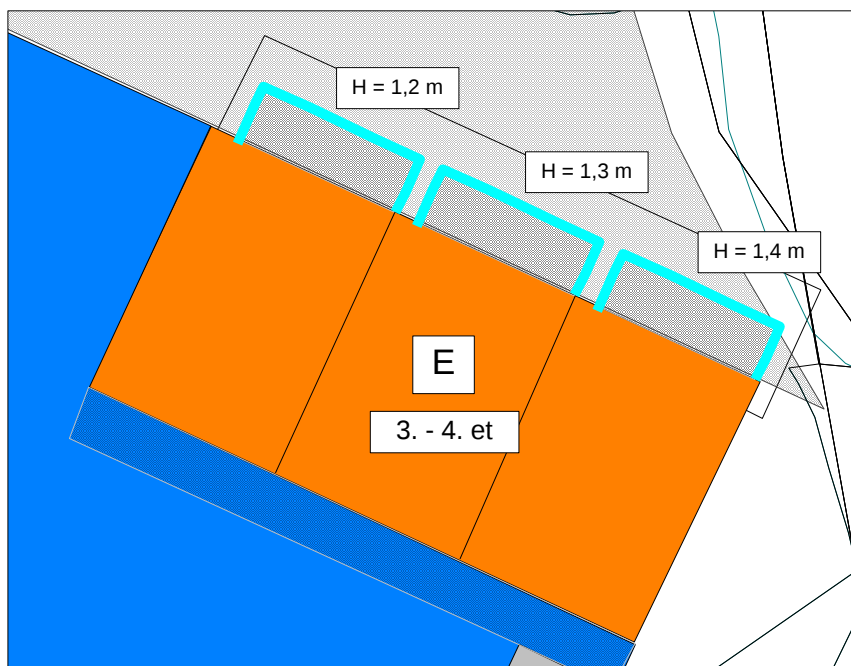 H = 1,2 m
H = 1,3 m
H = 1,4 m
E
3. - 4. et